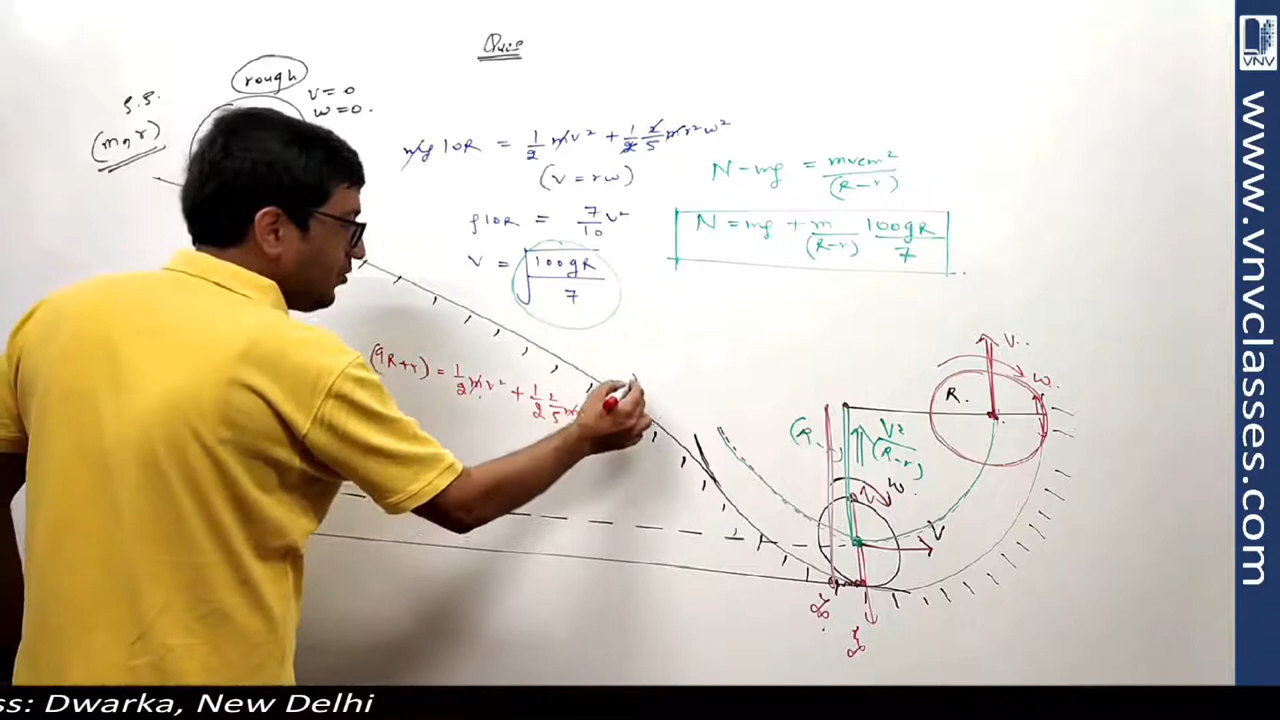 Ques
rough
V = 0
ω = 0.
S.S.
(m, r)
mg 10R = 1/2 mv² + 1/2 2/5 mr²ω²
(V = rω)
g10R = 7/10 v²
V = √(100gR/7)
N - mg = mvcm²/(R-r)
N = mg + m/(R-r) 100gR/7
(9R+r) = 1/2 mv² + 1/2 2/5 m
V
ω
R
V²/(R-r)
ω
V
VNV
www.vnvclasses.com
ss: Dwarka, New Delhi